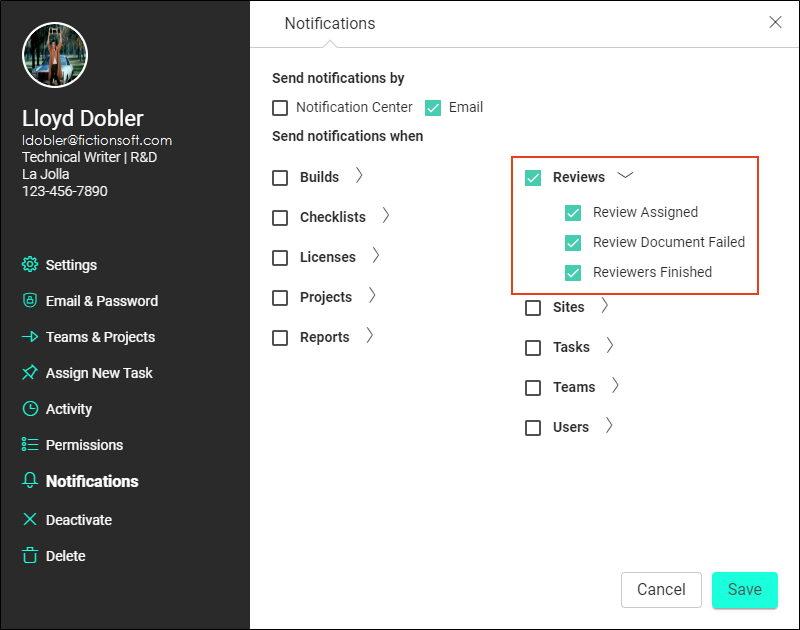 Lloyd Dobler
ldobler@fictionsoft.com
Technical Writer | R&D
La Jolla
123-456-7890
Settings
Email & Password
Teams & Projects
Assign New Task
Activity
Permissions
Notifications
Deactivate
Delete
Notifications
Send notifications by
Notification Center Email
Send notifications when
Builds
Checklists
Licenses
Projects
Reports
Reviews
Review Assigned
Review Document Failed
Reviewers Finished
Sites
Tasks
Teams
Users
Cancel Save